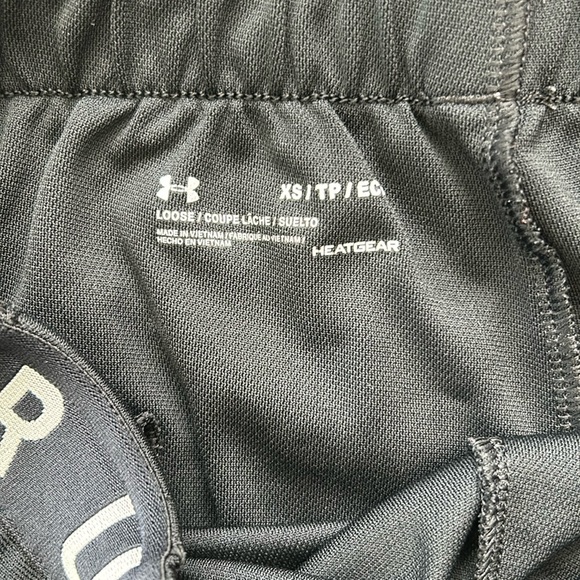 XS / TP / EC
LOOSE / COUPE LÂCHE / SUELTO
MADE IN VIETNAM / FABRIQUÉ AU VIETNAM /
HECHO EN VIETNAM
HEATGEAR
R U